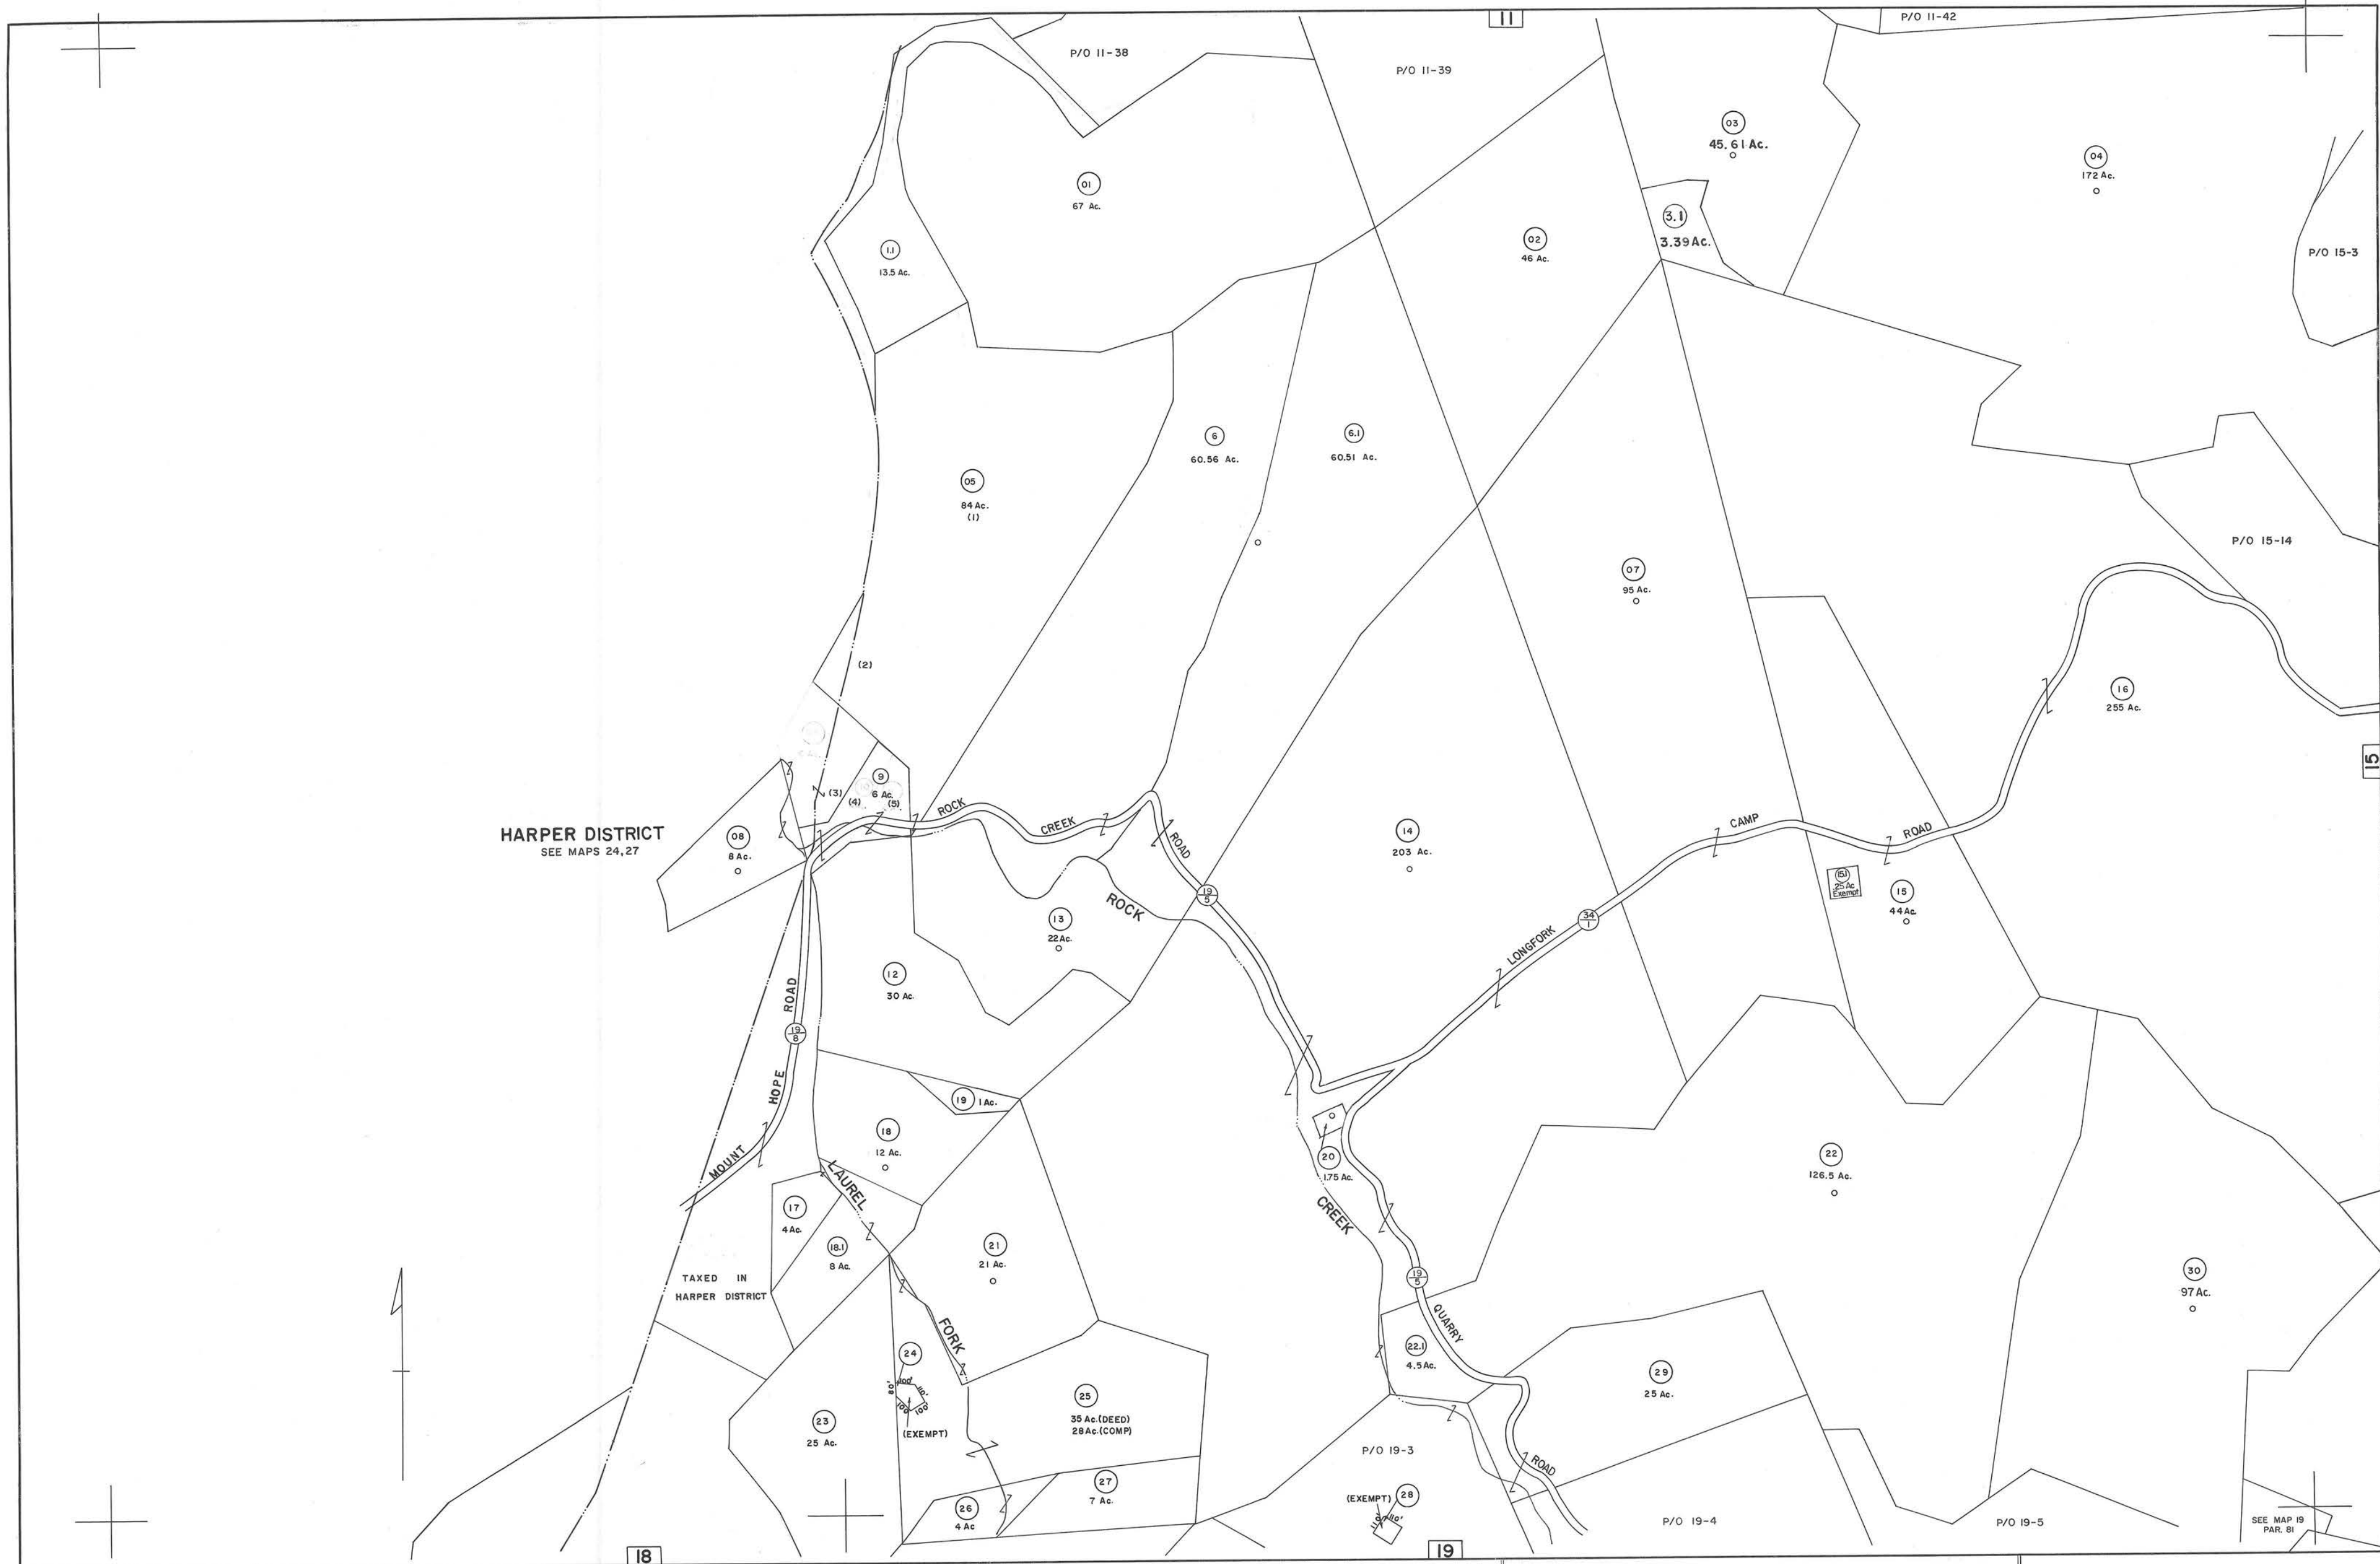 11
P/O 11-42
P/O 11-38
P/O 11-39
03
45.61 Ac.
04
172 Ac.
01
67 Ac.
3.1
3.39 Ac.
1.1
13.5 Ac.
02
46 Ac.
P/O 15-3
6
60.56 Ac.
6.1
60.51 Ac.
05
84 Ac.
(1)
P/O 15-14
07
95 Ac.
(2)
16
255 Ac.
15
9
6 Ac.
(3)
(4)
(5)
ROCK
CREEK
ROAD
HARPER DISTRICT
SEE MAPS 24,27
08
8 Ac.
14
203 Ac.
CAMP
ROAD
15.1
.25 Ac
Exempt
15
44 Ac.
19
5
ROCK
34
1
LONGFORK
13
22 Ac.
12
30 Ac.
ROAD
19
8
HOPE
MOUNT
19
1 Ac.
18
12 Ac.
20
1.75 Ac.
CREEK
22
126.5 Ac.
LAUREL
17
4 Ac.
18.1
8 Ac.
21
21 Ac.
TAXED IN
HARPER DISTRICT
19
5
30
97 Ac.
QUARRY
FORK
22.1
4.5 Ac.
24
80'
100'
110'
100
100
(EXEMPT)
29
25 Ac.
25
35 Ac.(DEED)
28 Ac.(COMP)
23
25 Ac.
P/O 19-3
ROAD
27
7 Ac.
26
4 Ac
(EXEMPT)
28
110'
110'
P/O 19-4
P/O 19-5
SEE MAP 19
PAR. 81
18
19